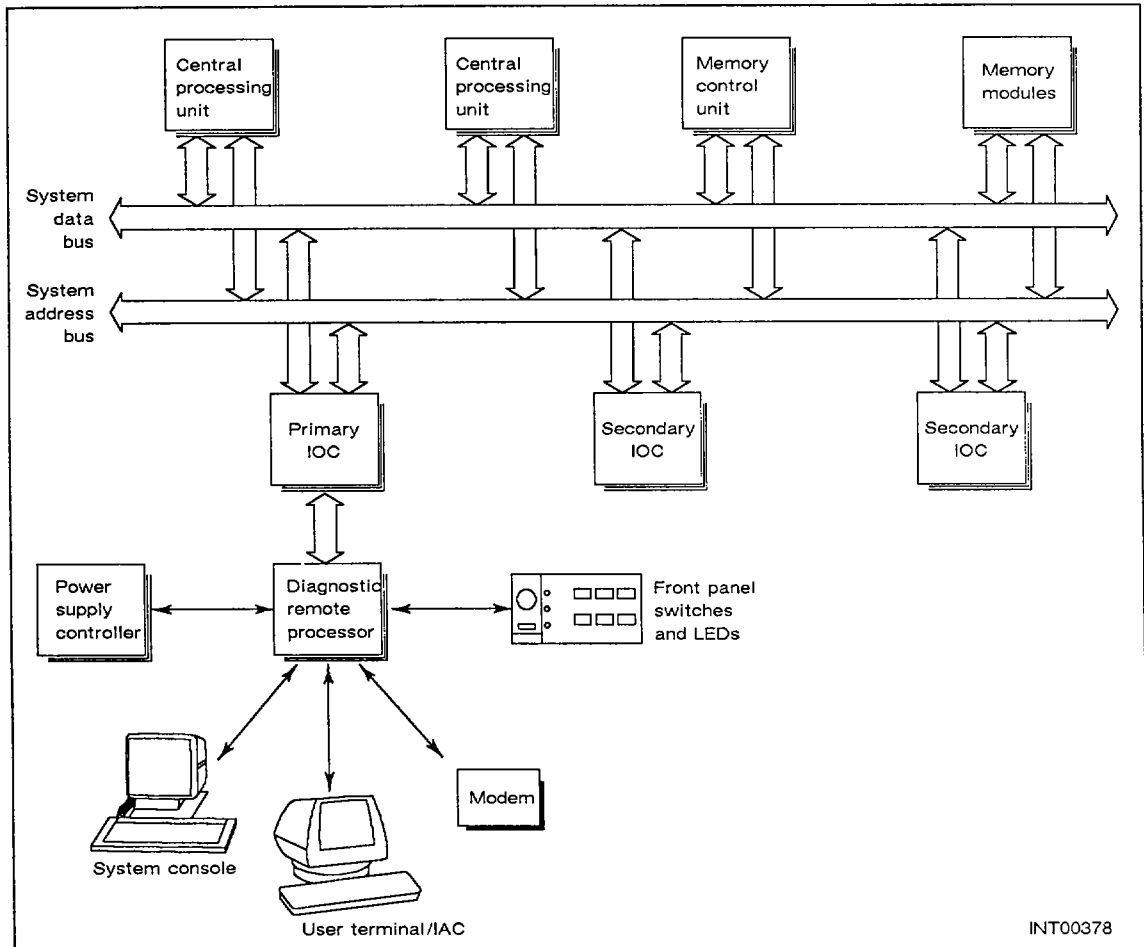 Central
processing
unit
Central
processing
unit
Memory
control
unit
Memory
modules
System
data
bus
System
address
bus
Primary
IOC
Secondary
IOC
Secondary
IOC
Power
supply
controller
Diagnostic
remote
processor
Front panel
switches
and LEDs
Modem
System console
User terminal/IAC
INT00378